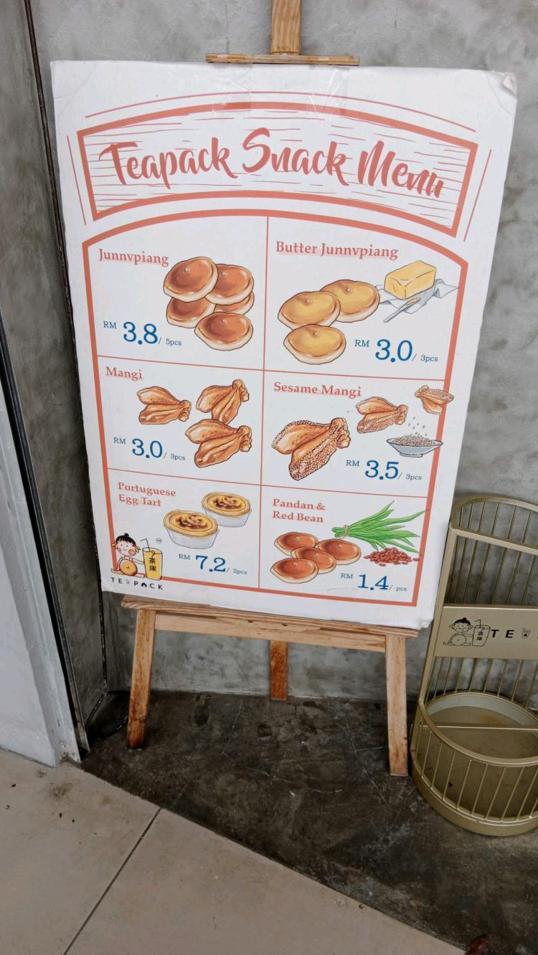 Teapack Snack Menu
Junnvpiang
RM 3.8/ 5pcs
Butter Junnvpiang
RM 3.0/ 3pcs
Mangi
RM 3.0/ 3pcs
Sesame Mangi
RM 3.5/ 3pcs
Portuguese
Egg Tart
RM 7.2/ 2pcs
TEAPACK
Pandan &
Red Bean
RM 1.4/ pcs
TE